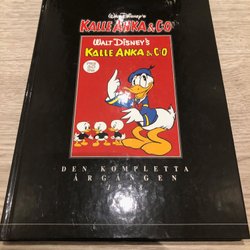 Walt Disney's
KALLE ANKA & C:O
WALT DISNEY'S
KALLE ANKA & C:O
DEN KOMPLETTA
ÅRGÅNGEN